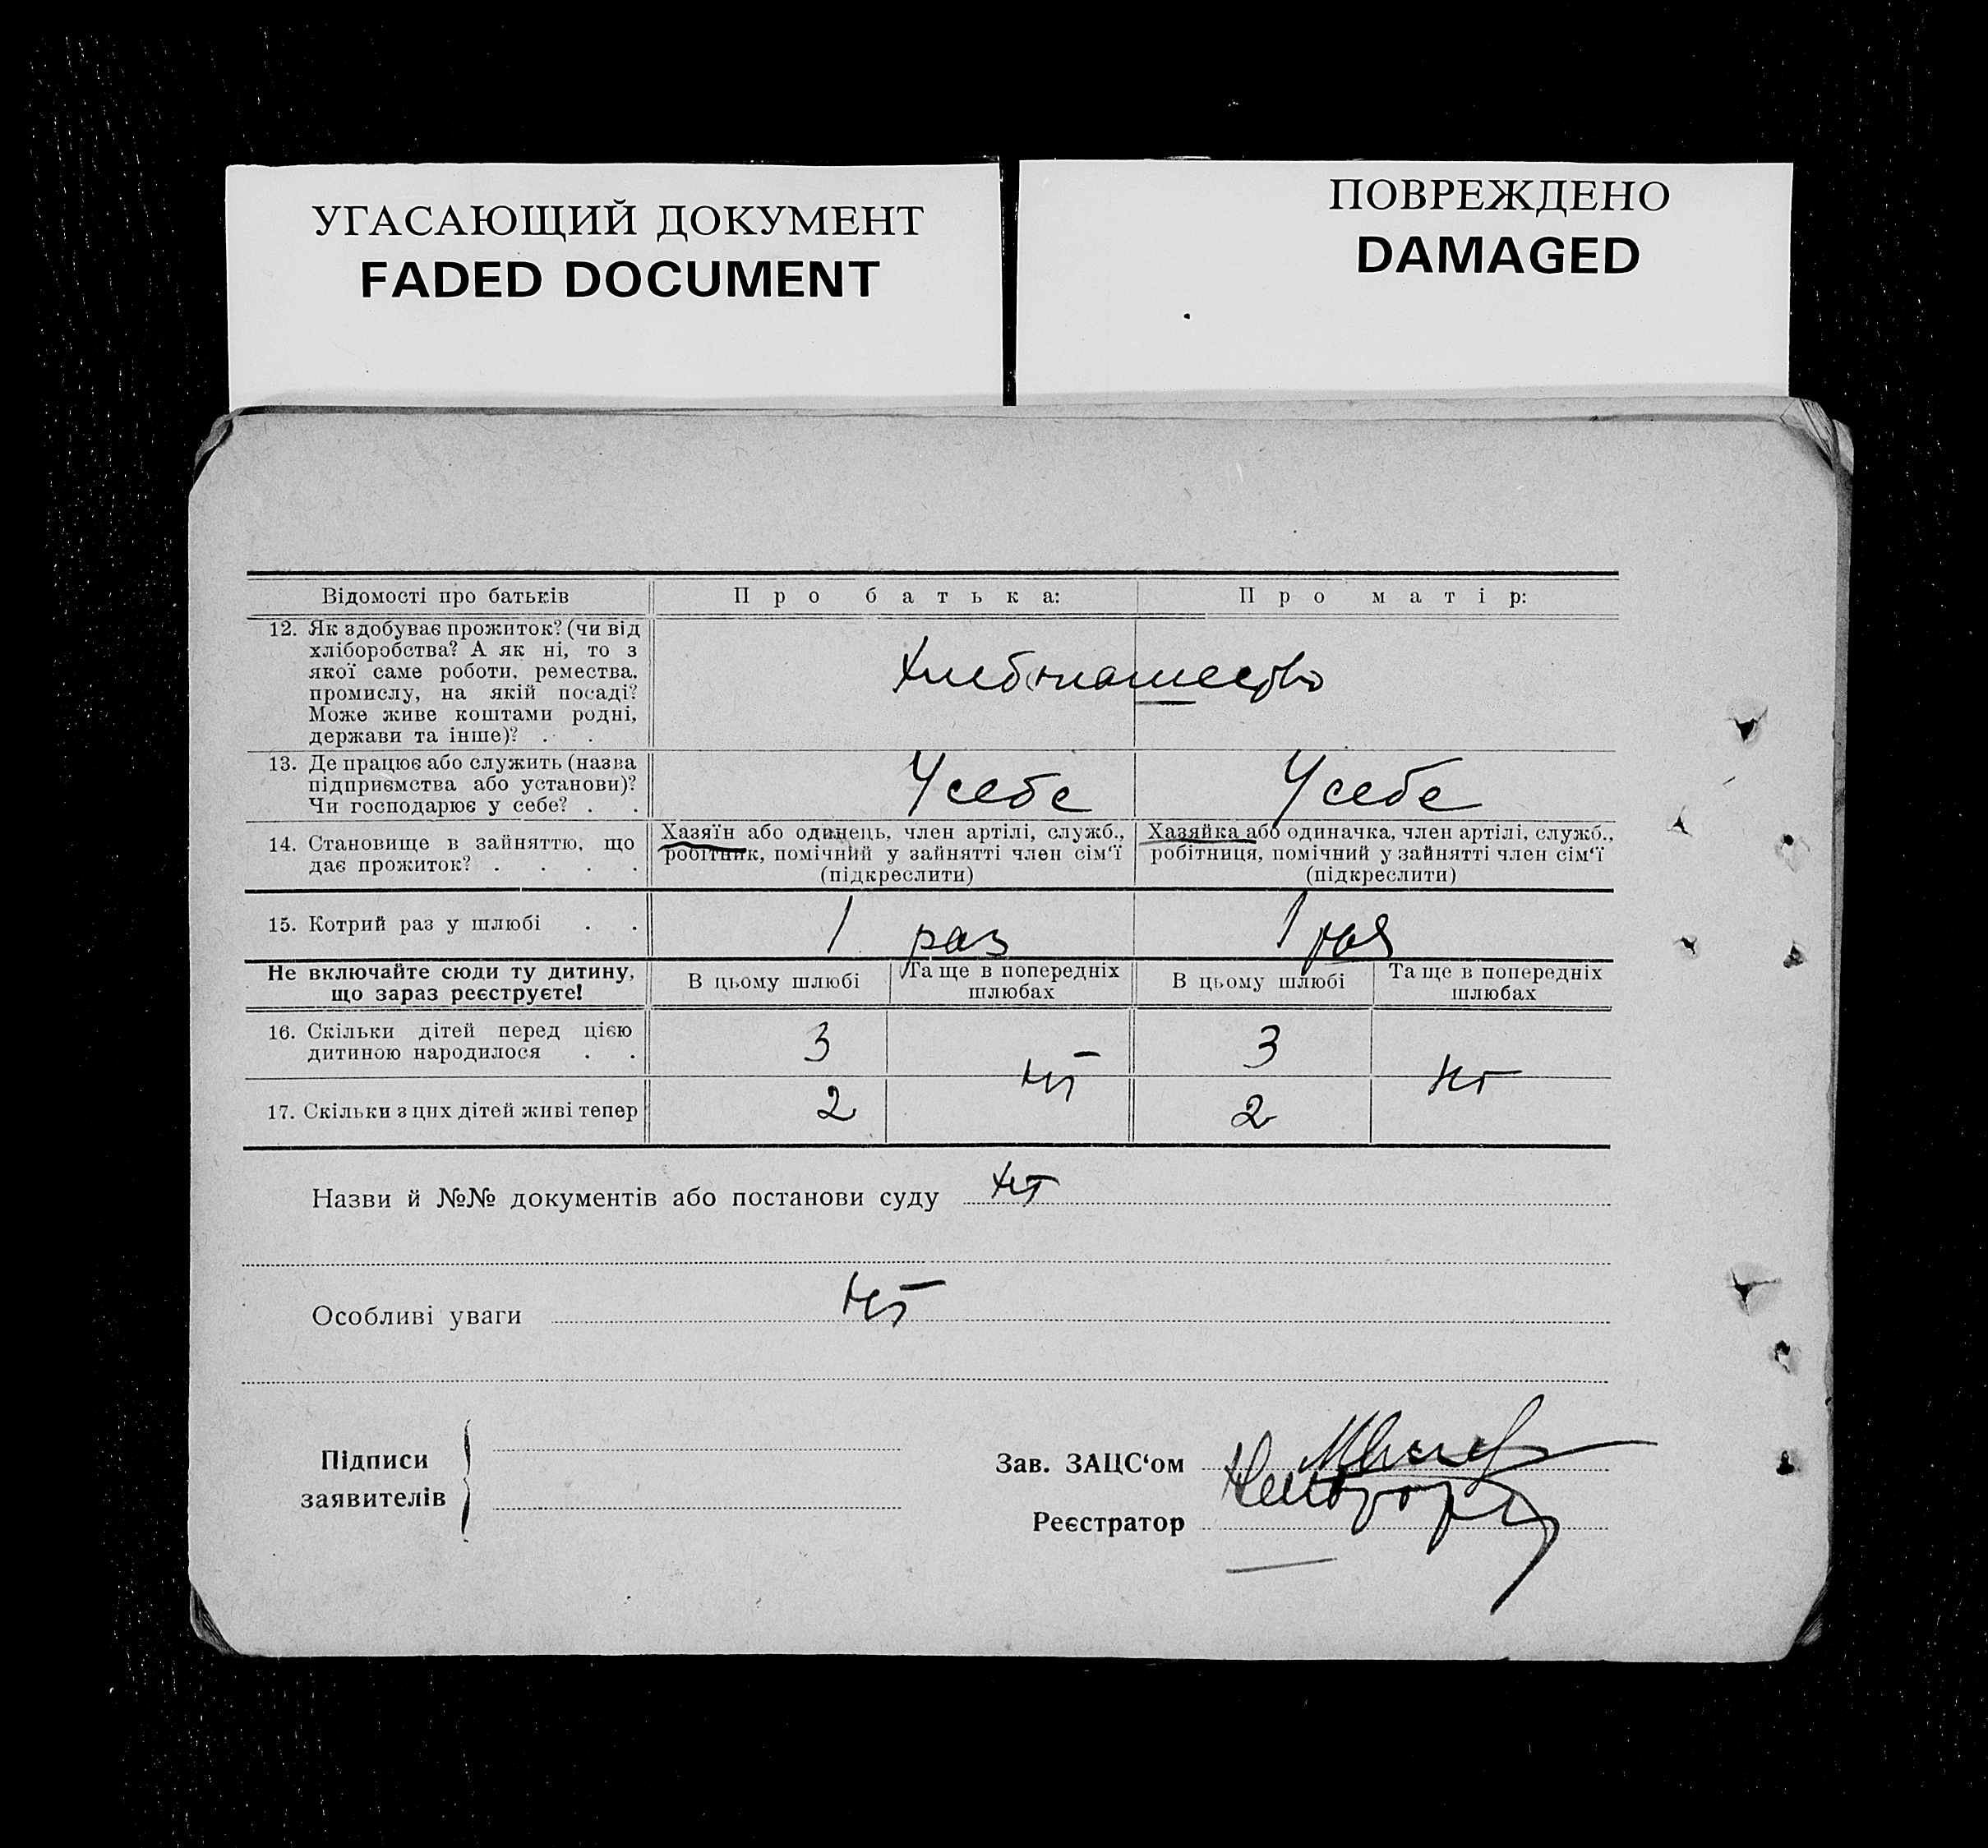 УГАСАЮЩИЙ ДОКУМЕНТ
FADED DOCUMENT
ПОВРЕЖДЕНО
DAMAGED
Відомості про батьків
Про батька:
Про матір:
12. Як здобуває прожиток? (чи від
хліборобства? А як ні, то з
якої саме роботи, ремества,
промислу, на якій посаді?
Може живе коштами родні,
держави та інше)? . .
Хлебопашество
13. Де працює або служить (назва
підприємства або установи)?
Чи господарює у себе? . .
У себе
У себе
14. Становище в зайняттю, що
дає прожиток? . . . .
Хазяїн або одинець, член артілі, служб.,
робітник, помічний у зайнятті член сім‘ї
(підкреслити)
Хазяйка або одиначка, член артілі, служб.,
робітниця, помічний у зайнятті член сім‘ї
(підкреслити)
15. Котрий раз у шлюбі . .
1 раз
1 раз
Не включайте сюди ту дитину,
що зараз реєструєте!
В цьому шлюбі
Та ще в попередніх
шлюбах
В цьому шлюбі
Та ще в попередніх
шлюбах
16. Скільки дітей перед цією
дитиною народилося . .
3
3
17. Скільки з цих дітей живі тепер
2
2
Назви й №№ документів або постанови суду
Особливі уваги
Підписи
заявителів
Зав. ЗАЦС‘ом
Реєстратор